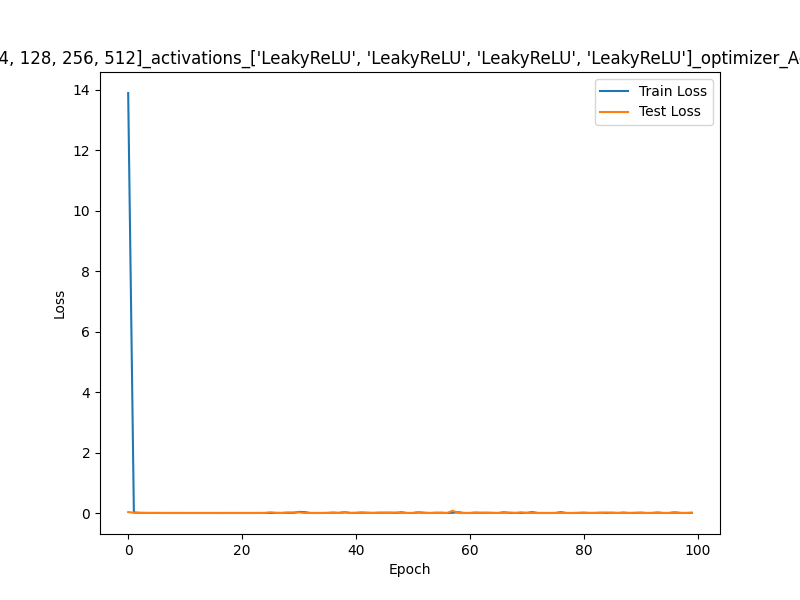 4, 128, 256, 512]_activations_['LeakyReLU', 'LeakyReLU', 'LeakyReLU', 'LeakyReLU']_optimizer_A
Train Loss
Test Loss
14
12
10
8
6
4
2
0
Loss
0 20 40 60 80 100
Epoch